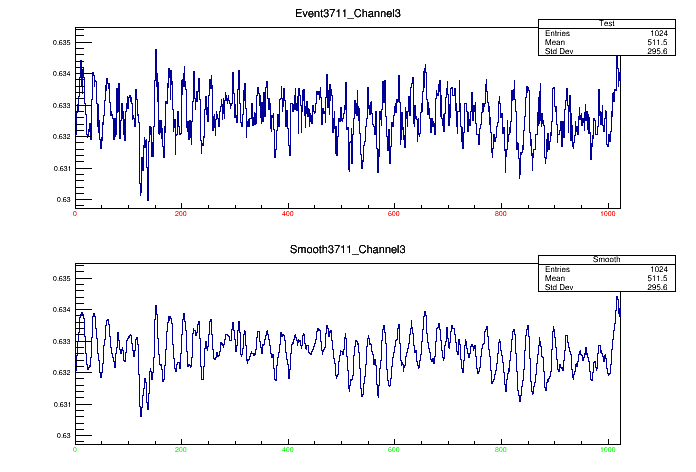 Event3711_Channel3
Test
Entries 1024
Mean 511.5
Std Dev 295.6
0.635
0.634
0.633
0.632
0.631
0.63
0 200 400 600 800 1000
Smooth3711_Channel3
Smooth
Entries 1024
Mean 511.5
Std Dev 295.6
0.635
0.634
0.633
0.632
0.631
0.63
0 200 400 600 800 1000